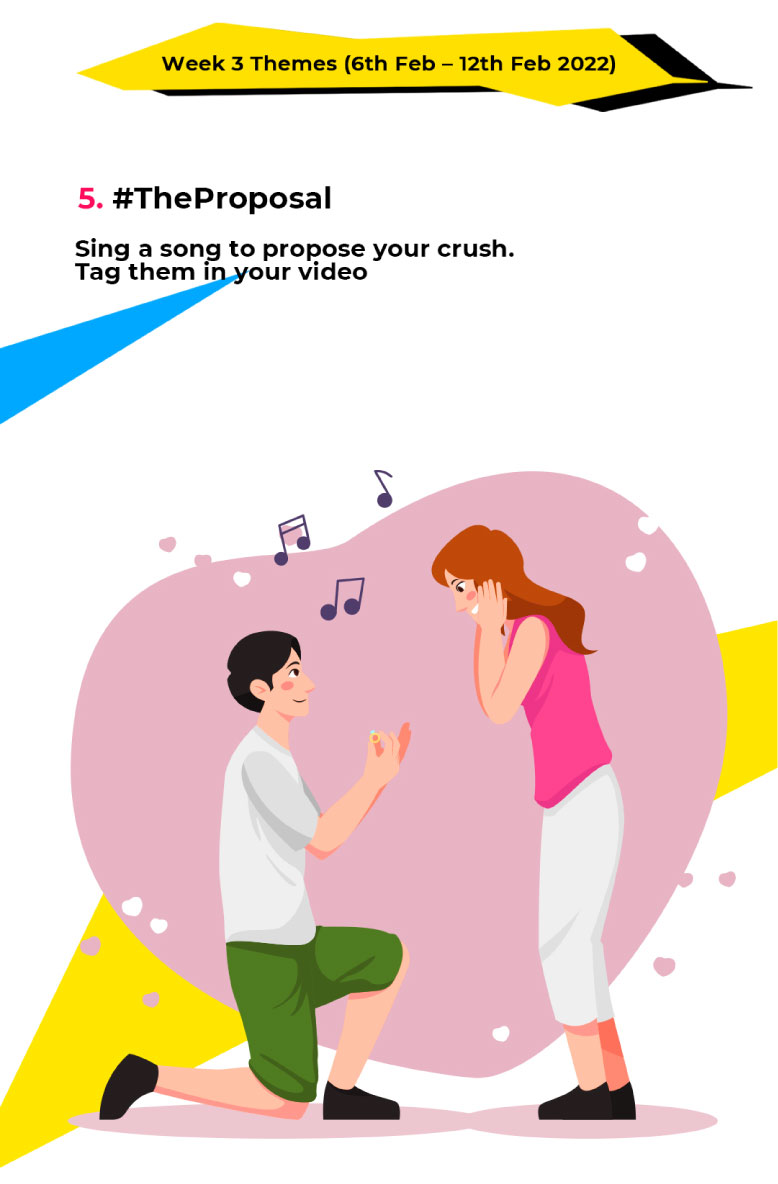 Week 3 Themes (6th Feb – 12th Feb 2022)
5. #TheProposal
Sing a song to propose your crush.
Tag them in your video